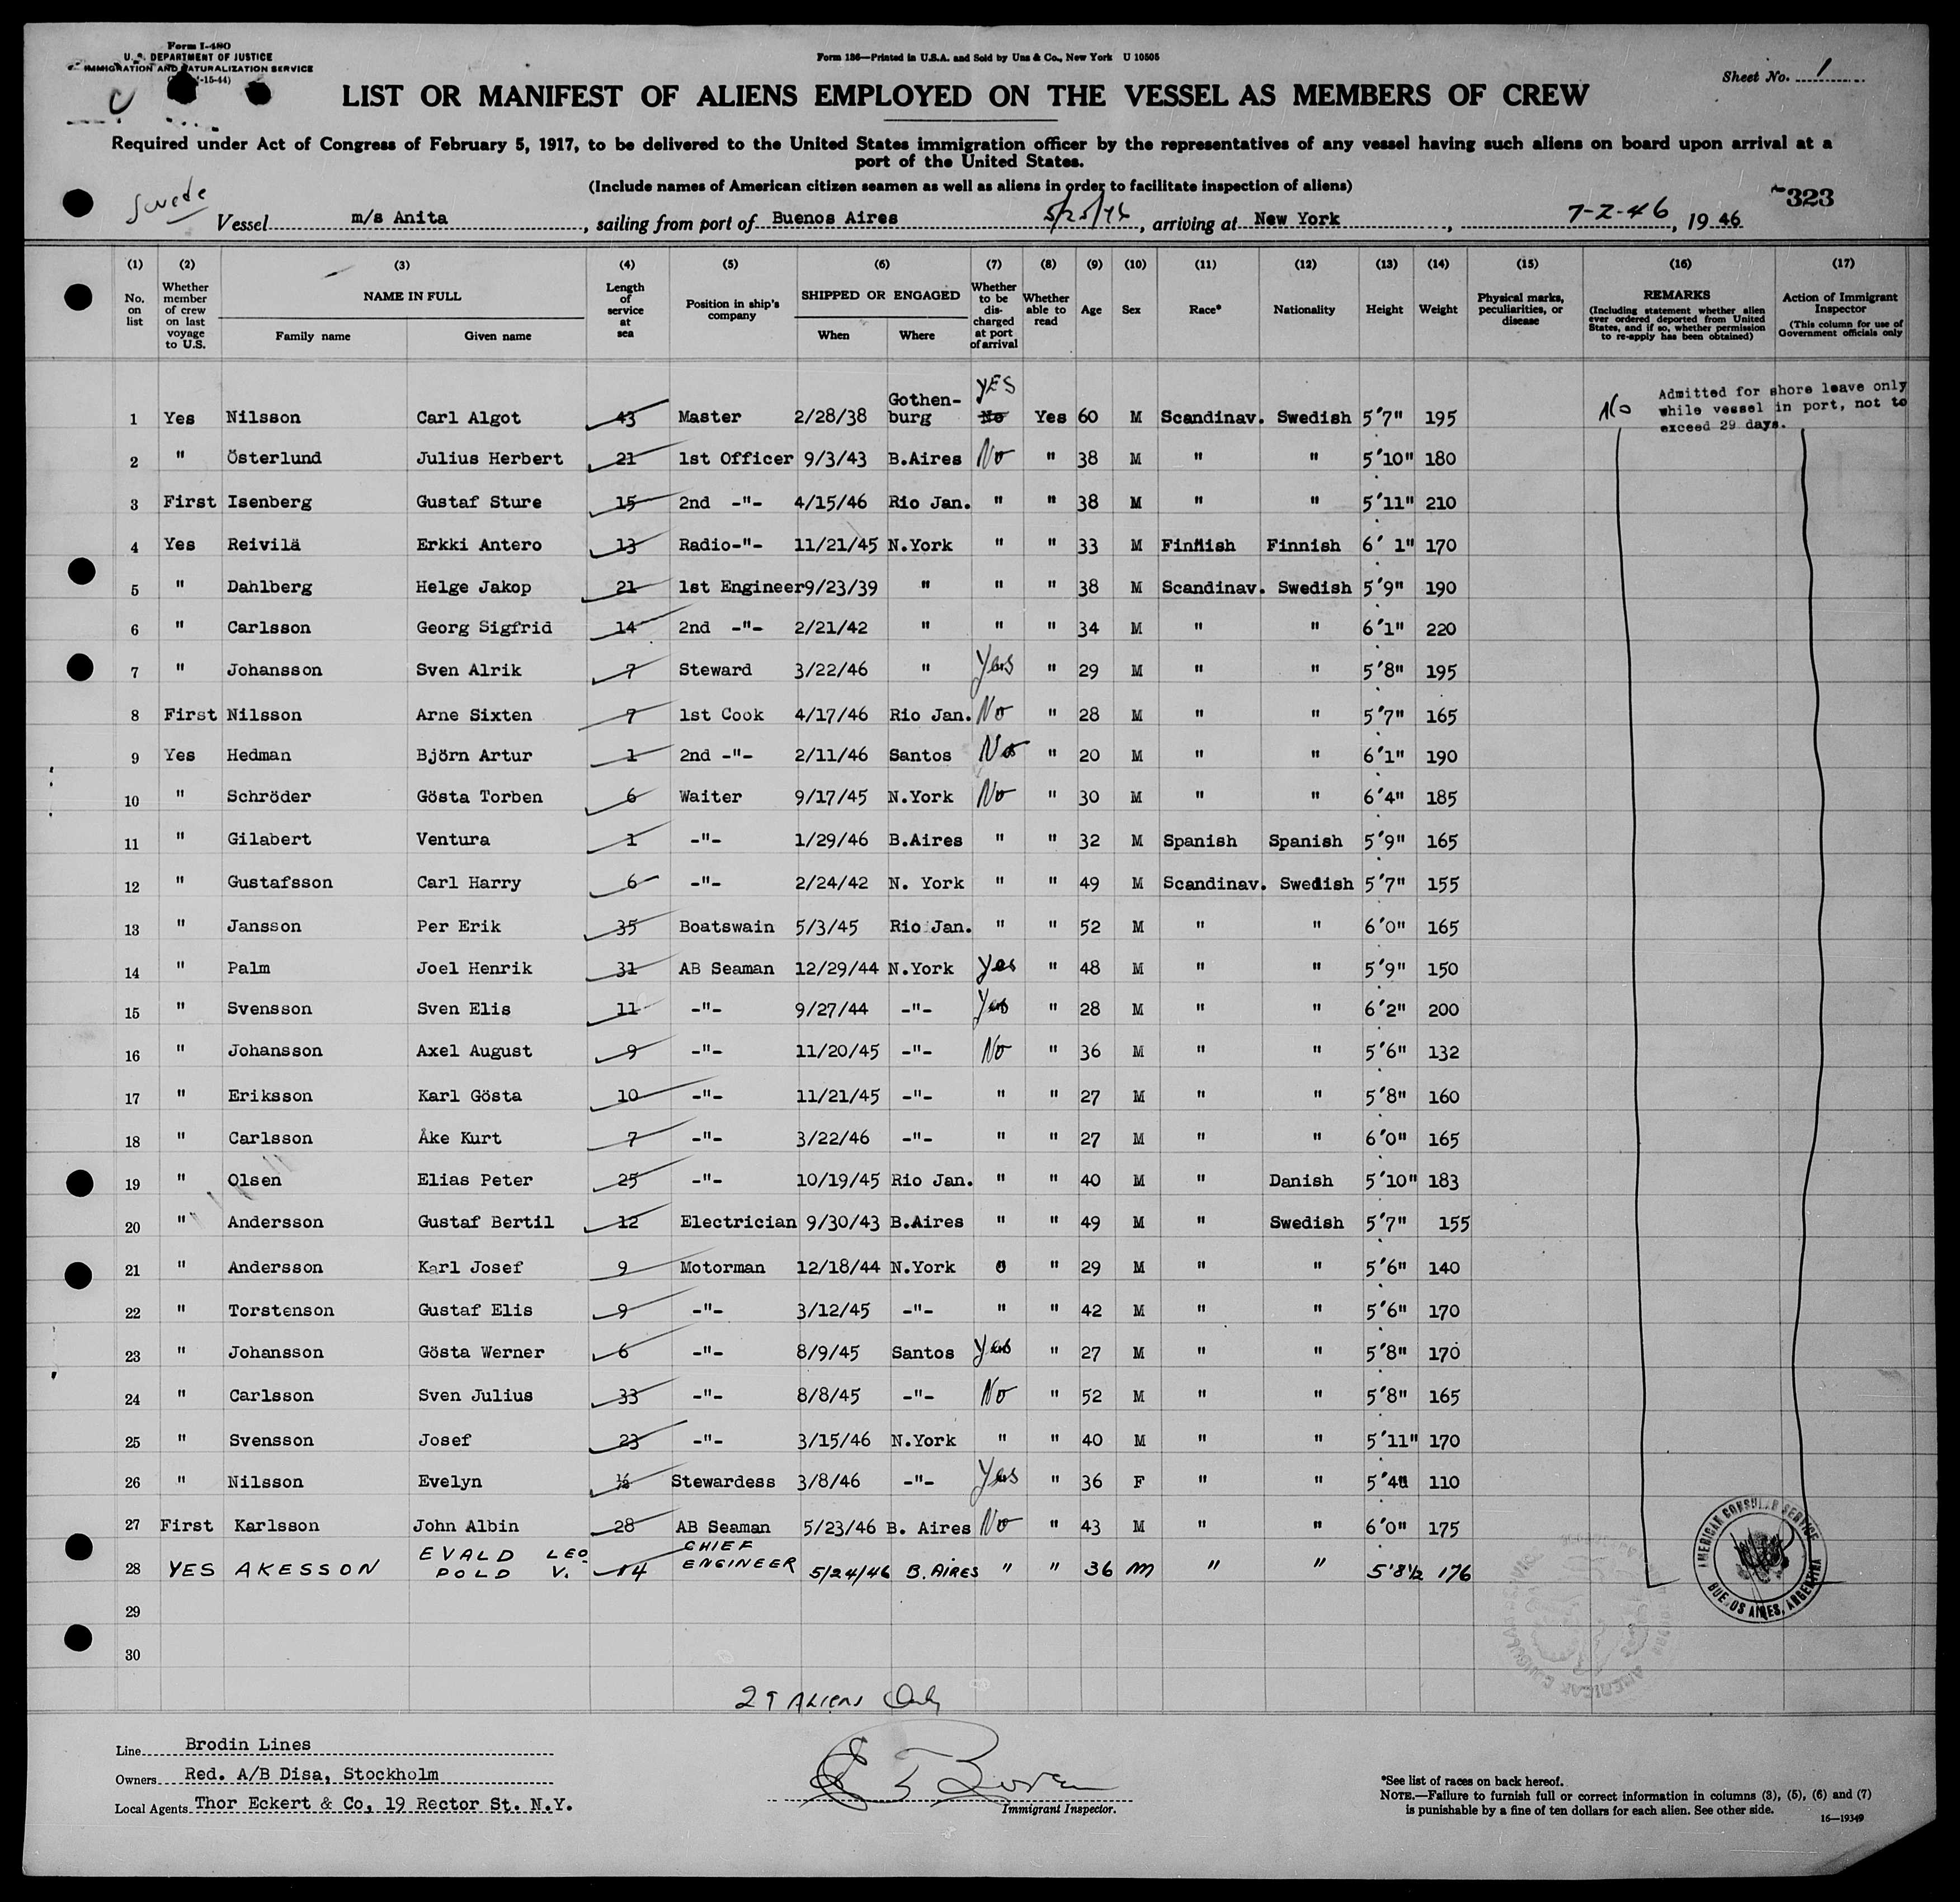 Form I-480
U. S. DEPARTMENT OF JUSTICE
IMMIGRATION AND NATURALIZATION SERVICE
-15-44)
Form 186—Printed in U.S.A. and Sold by Unz & Co., New York U 10505
Sheet No. 1
LIST OR MANIFEST OF ALIENS EMPLOYED ON THE VESSEL AS MEMBERS OF CREW
Required under Act of Congress of February 5, 1917, to be delivered to the United States immigration officer by the representatives of any vessel having such aliens on board upon arrival at a
port of the United States.
(Include names of American citizen seamen as well as aliens in order to facilitate inspection of aliens)
Swede
323
Vessel m/s Anita, sailing from port of Buenos Aires 5/25/46, arriving at New York, 7-2-46, 19 46
(1) (2) (3) (4) (5) (6) (7) (8) (9) (10) (11) (12) (13) (14) (15) (16) (17)
No. on list
Whether member of crew on last voyage to U.S.
NAME IN FULL
Family name Given name
Length of service at sea
Position in ship's company
SHIPPED OR ENGAGED
When Where
Whether to be discharged at port of arrival
Whether able to read
Age Sex Race* Nationality Height Weight
Physical marks, peculiarities, or disease
REMARKS
(Including statement whether alien ever ordered deported from United States, and if so, whether permission to re-apply has been obtained)
Action of Immigrant Inspector
(This column for use of Government officials only
1 Yes Nilsson Carl Algot 43 Master 2/28/38 Gothen-burg YES No Yes 60 M Scandinav. Swedish 5'7" 195 No
Admitted for shore leave only
while vessel in port, not to
exceed 29 days.
2 " Österlund Julius Herbert 21 1st Officer 9/3/43 B.Aires No " 38 M " " 5'10" 180
3 First Isenberg Gustaf Sture 15 2nd -"- 4/15/46 Rio Jan. " " 38 M " " 5'11" 210
4 Yes Reivilä Erkki Antero 13 Radio-"- 11/21/45 N.York " " 33 M Finnish Finnish 6' 1" 170
5 " Dahlberg Helge Jakop 21 1st Engineer 9/23/39 " " " 38 M Scandinav. Swedish 5'9" 190
6 " Carlsson Georg Sigfrid 14 2nd -"- 2/21/42 " " " 34 M " " 6'1" 220
7 " Johansson Sven Alrik 7 Steward 3/22/46 " Yes " 29 M " " 5'8" 195
8 First Nilsson Arne Sixten 7 1st Cook 4/17/46 Rio Jan. No " 28 M " " 5'7" 165
9 Yes Hedman Björn Artur 1 2nd -"- 2/11/46 Santos No " 20 M " " 6'1" 190
10 " Schröder Gösta Torben 6 Waiter 9/17/45 N.York No " 30 M " " 6'4" 185
11 " Gilabert Ventura 1 -"- 1/29/46 B.Aires " " 32 M Spanish Spanish 5'9" 165
12 " Gustafsson Carl Harry 6 -"- 2/24/42 N. York " " 49 M Scandinav. Swedish 5'7" 155
13 " Jansson Per Erik 35 Boatswain 5/3/45 Rio Jan. " " 52 M " " 6'0" 165
14 " Palm Joel Henrik 31 AB Seaman 12/29/44 N.York Yes " 48 M " " 5'9" 150
15 " Svensson Sven Elis 11 -"- 9/27/44 -"- Yes " 28 M " " 6'2" 200
16 " Johansson Axel August 9 -"- 11/20/45 -"- No " 36 M " " 5'6" 132
17 " Eriksson Karl Gösta 10 -"- 11/21/45 -"- " " 27 M " " 5'8" 160
18 " Carlsson Åke Kurt 7 -"- 3/22/46 -"- " " 27 M " " 6'0" 165
19 " Olsen Elias Peter 25 -"- 10/19/45 Rio Jan. " " 40 M " Danish 5'10" 183
20 " Andersson Gustaf Bertil 12 Electrician 9/30/43 B.Aires " " 49 M " Swedish 5'7" 155
21 " Andersson Karl Josef 9 Motorman 12/18/44 N.York " " 29 M " " 5'6" 140
22 " Torstenson Gustaf Elis 9 -"- 3/12/45 -"- " " 42 M " " 5'6" 170
23 " Johansson Gösta Werner 6 -"- 8/9/45 Santos Yes " 27 M " " 5'8" 170
24 " Carlsson Sven Julius 33 -"- 8/8/45 -"- No " 52 M " " 5'8" 165
25 " Svensson Josef 23 -"- 3/15/46 N.York " " 40 M " " 5'11" 170
26 " Nilsson Evelyn ½ Stewardess 3/8/46 -"- Yes " 36 F " " 5'4" 110
27 First Karlsson John Albin 28 AB Seaman 5/23/46 B. Aires No " 43 M " " 6'0" 175
28 YES AKESSON EVALD LEOPOLD V. 14 CHIEF ENGINEER 5/24/46 B. AIRES " " 36 M " " 5'8½ 176
29
30
AMERICAN CONSULAR SERVICE
BUENOS AIRES, ARGENTINA
29 ALIENS Only
Line Brodin Lines
Owners Red. A/B Disa, Stockholm
Local Agents Thor Eckert & Co, 19 Rector St. N.Y.
Immigrant Inspector.
*See list of races on back hereof.
NOTE.—Failure to furnish full or correct information in columns (3), (5), (6) and (7)
is punishable by a fine of ten dollars for each alien. See other side.
16—19349